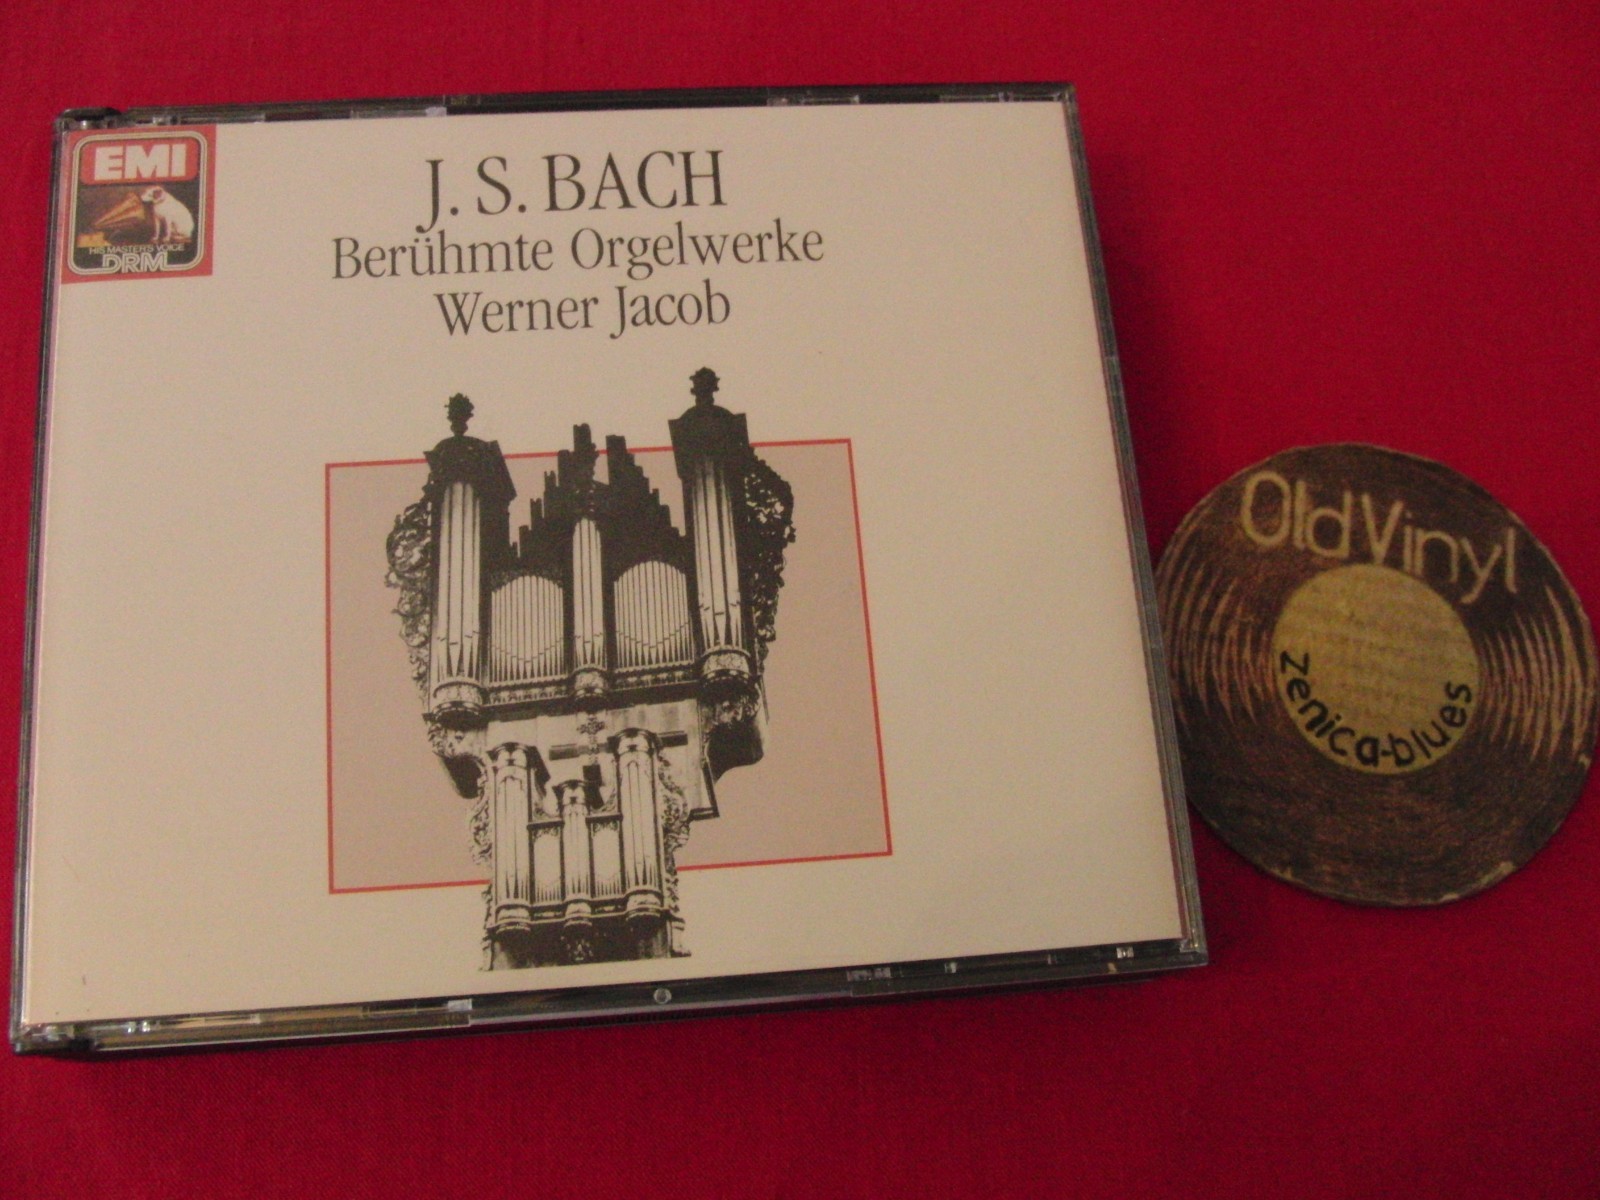 EMI
HIS MASTER'S VOICE
DRM
J. S. BACH
Berühmte Orgelwerke
Werner Jacob
Old Vinyl
zenica-blues